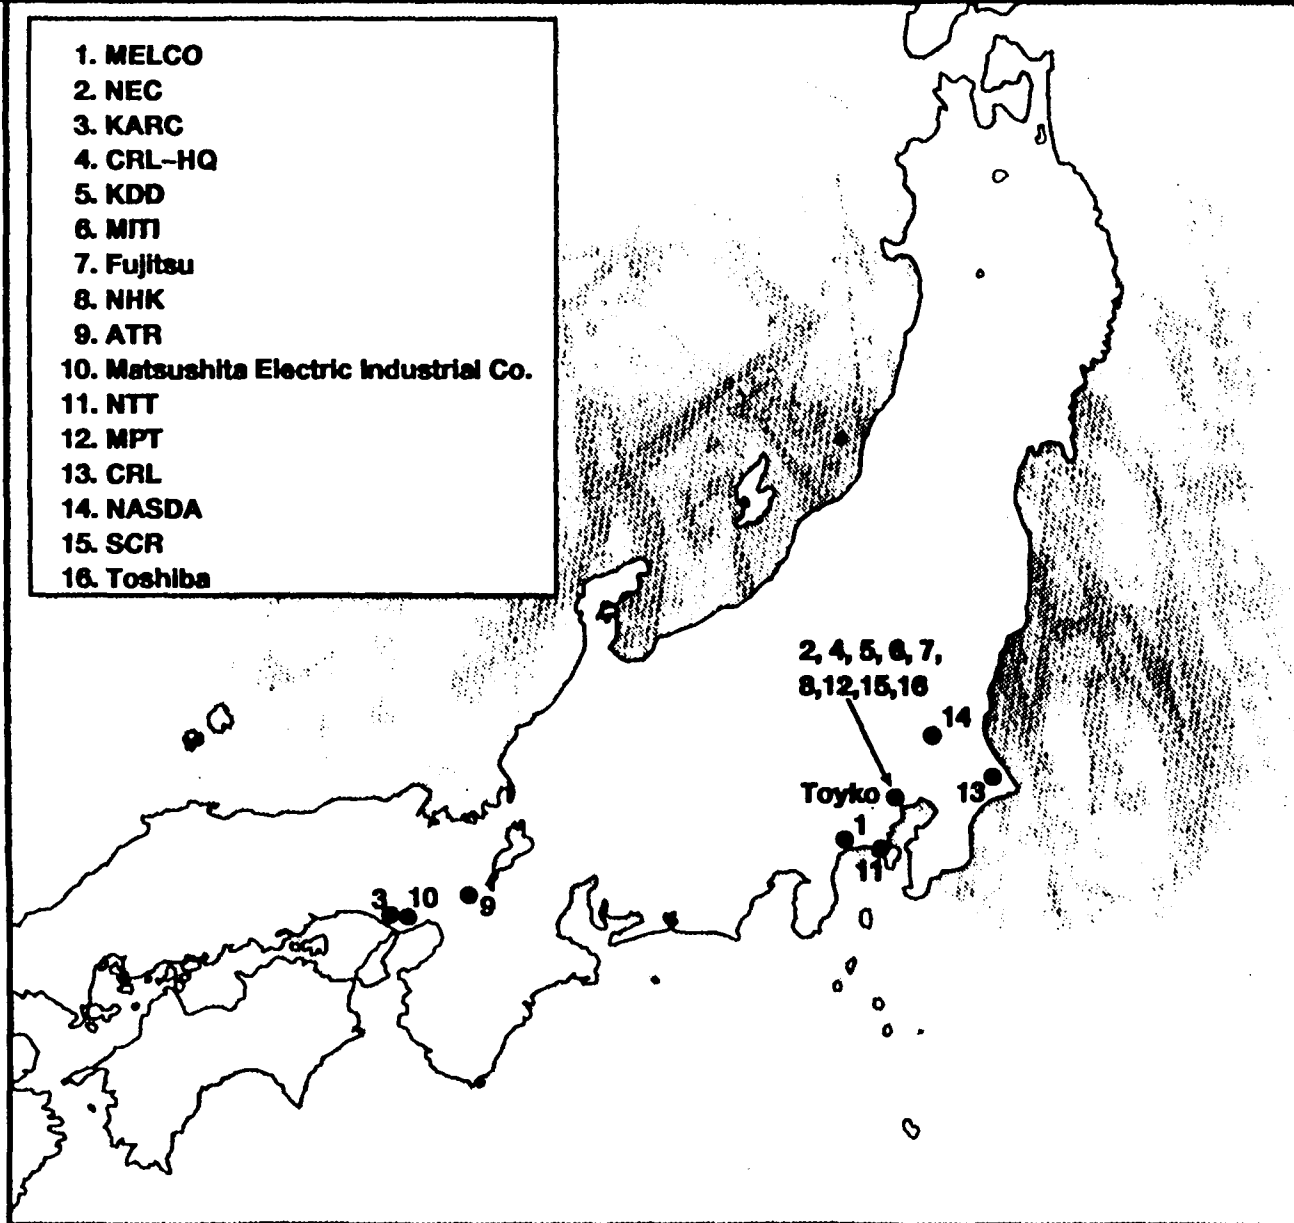 1. MELCO
2. NEC
3. KARC
4. CRL-HQ
5. KDD
6. MITI
7. Fujitsu
8. NHK
9. ATR
10. Matsushita Electric Industrial Co.
11. NTT
12. MPT
13. CRL
14. NASDA
15. SCR
16. Toshiba
2, 4, 5, 6, 7,
8,12,15,16
14
Toyko
13
1
11
3
10
9